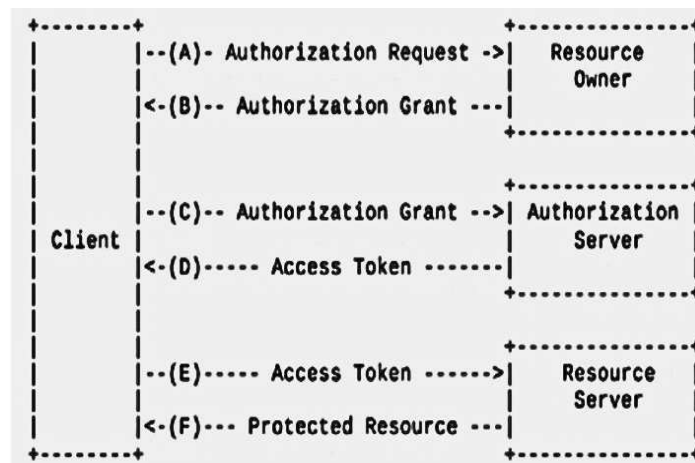 --(A)- Authorization Request -> Resource
Owner
<-(B)-- Authorization Grant ---
--(C)-- Authorization Grant --> Authorization
Client Server
<-(D)----- Access Token -------
--(E)----- Access Token ------> Resource
Server
<-(F)--- Protected Resource ---